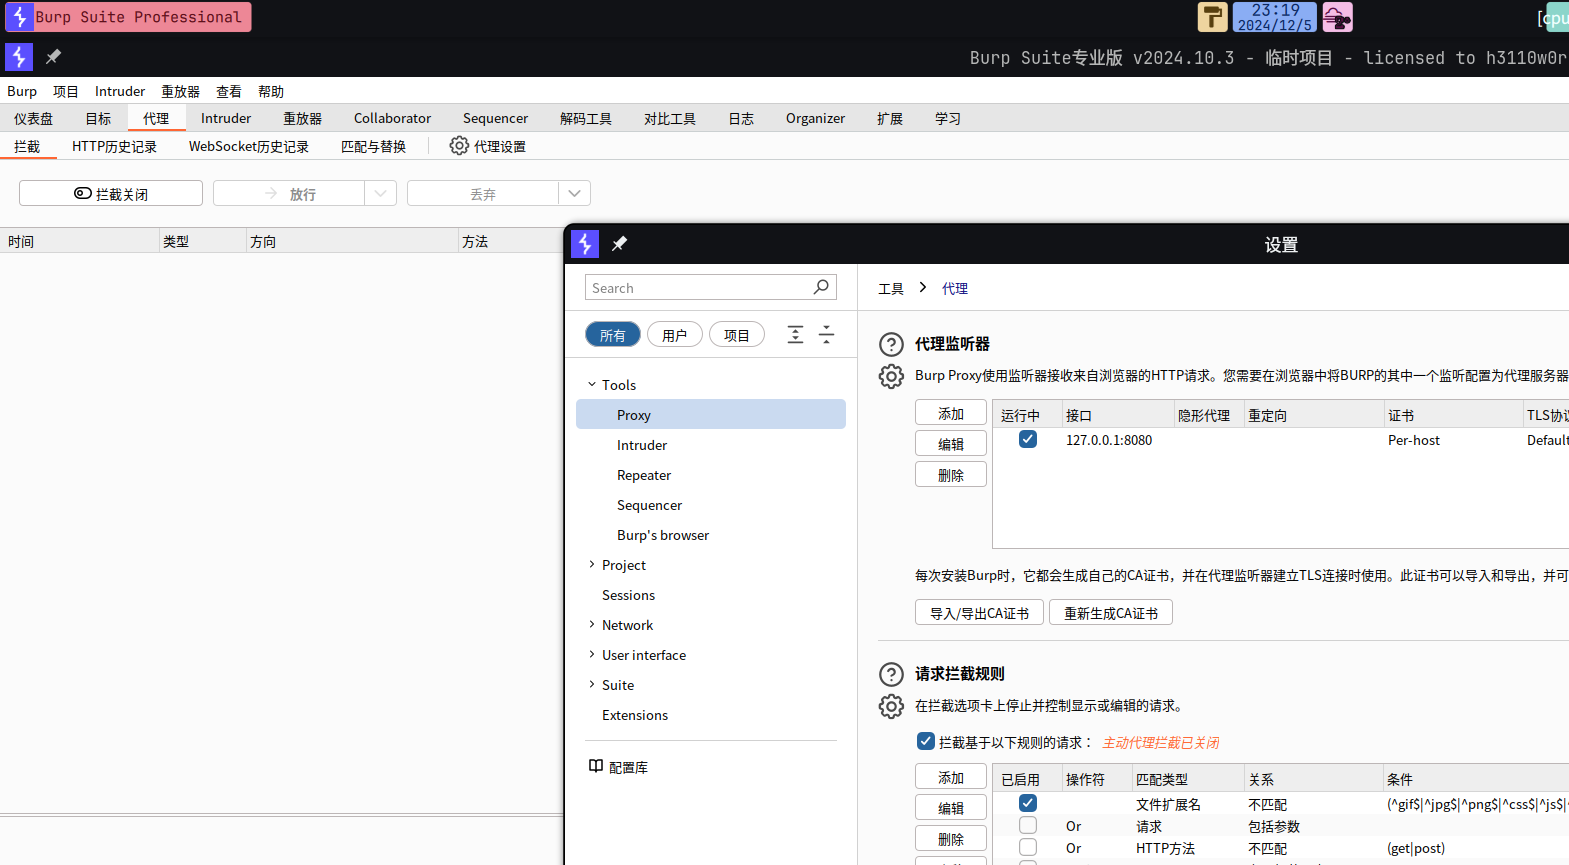 Burp Suite Professional
23:19
2024/12/5
[cpu
Burp Suite专业版 v2024.10.3 - 临时项目 - licensed to h3110w0r
Burp 项目 Intruder 重放器 查看 帮助
仪表盘 目标 代理 Intruder 重放器 Collaborator Sequencer 解码工具 对比工具 日志 Organizer 扩展 学习
拦截 HTTP历史记录 WebSocket历史记录 匹配与替换 代理设置
拦截关闭 放行 丢弃
时间 类型 方向 方法
设置
Search
所有 用户 项目
Tools
Proxy
Intruder
Repeater
Sequencer
Burp's browser
Project
Sessions
Network
User interface
Suite
Extensions
配置库
工具 代理
代理监听器
Burp Proxy使用监听器接收来自浏览器的HTTP请求。您需要在浏览器中将BURP的其中一个监听配置为代理服务器
添加
编辑
删除
运行中 接口 隐形代理 重定向 证书 TLS协议
127.0.0.1:8080 Per-host Default
每次安装Burp时，它都会生成自己的CA证书，并在代理监听器建立TLS连接时使用。此证书可以导入和导出，并可
导入/导出CA证书 重新生成CA证书
请求拦截规则
在拦截选项卡上停止并控制显示或编辑的请求。
拦截基于以下规则的请求： 主动代理拦截已关闭
添加
编辑
删除
已启用 操作符 匹配类型 关系 条件
文件扩展名 不匹配 (^gif$|^jpg$|^png$|^css$|^js$|
Or 请求 包括参数
Or HTTP方法 不匹配 (get|post)